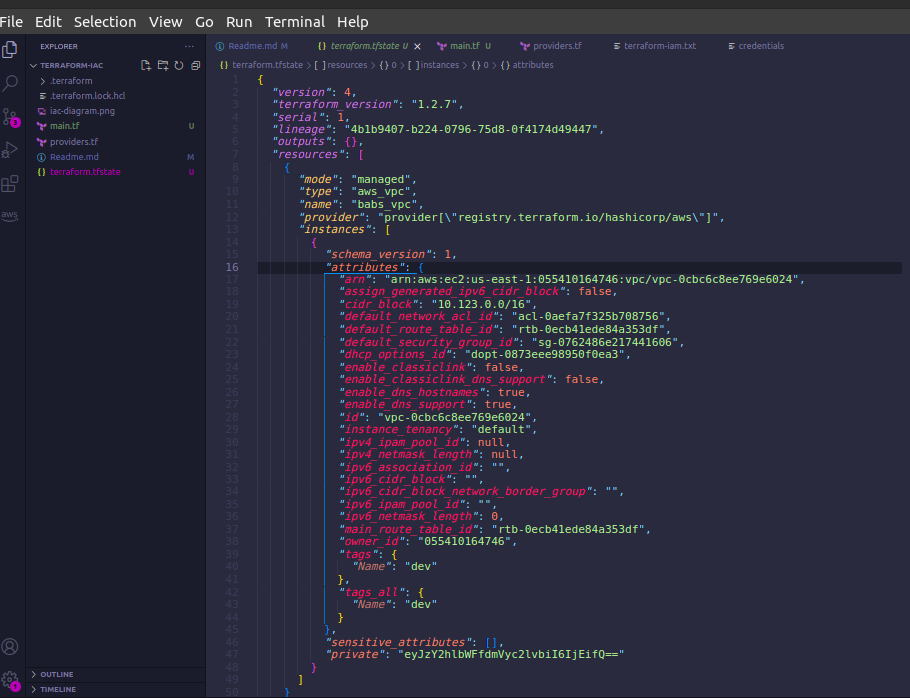 File Edit Selection View Go Run Terminal Help
EXPLORER ···
Readme.md M
terraform.tfstate U
main.tf U
providers.tf
terraform-iam.txt
credentials
TERRAFORM-IAC
.terraform
.terraform.lock.hcl
iac-diagram.png
main.tf U
providers.tf
Readme.md M
{} terraform.tfstate U
aws
OUTLINE
TIMELINE
{} terraform.tfstate > [ ] resources > {} 0 > [ ] instances > {} 0 > {} attributes
1 {
2 "version": 4,
3 "terraform_version": "1.2.7",
4 "serial": 1,
5 "lineage": "4b1b9407-b224-0796-75d8-0f4174d49447",
6 "outputs": {},
7 "resources": [
8 {
9 "mode": "managed",
10 "type": "aws_vpc",
11 "name": "babs_vpc",
12 "provider": "provider[\"registry.terraform.io/hashicorp/aws\"]",
13 "instances": [
14 {
15 "schema_version": 1,
16 "attributes": {
17 "arn": "arn:aws:ec2:us-east-1:055410164746:vpc/vpc-0cbc6c8ee769e6024",
18 "assign_generated_ipv6_cidr_block": false,
19 "cidr_block": "10.123.0.0/16",
20 "default_network_acl_id": "acl-0aefa7f325b708756",
21 "default_route_table_id": "rtb-0ecb41ede84a353df",
22 "default_security_group_id": "sg-0762486e217441606",
23 "dhcp_options_id": "dopt-0873eee98950f0ea3",
24 "enable_classiclink": false,
25 "enable_classiclink_dns_support": false,
26 "enable_dns_hostnames": true,
27 "enable_dns_support": true,
28 "id": "vpc-0cbc6c8ee769e6024",
29 "instance_tenancy": "default",
30 "ipv4_ipam_pool_id": null,
31 "ipv4_netmask_length": null,
32 "ipv6_association_id": "",
33 "ipv6_cidr_block": "",
34 "ipv6_cidr_block_network_border_group": "",
35 "ipv6_ipam_pool_id": "",
36 "ipv6_netmask_length": 0,
37 "main_route_table_id": "rtb-0ecb41ede84a353df",
38 "owner_id": "055410164746",
39 "tags": {
40 "Name": "dev"
41 },
42 "tags_all": {
43 "Name": "dev"
44 }
45 },
46 "sensitive_attributes": [],
47 "private": "eyJzY2hlbWFfdmVyc2lvbiI6IjEifQ=="
48 }
49 ]
50 }